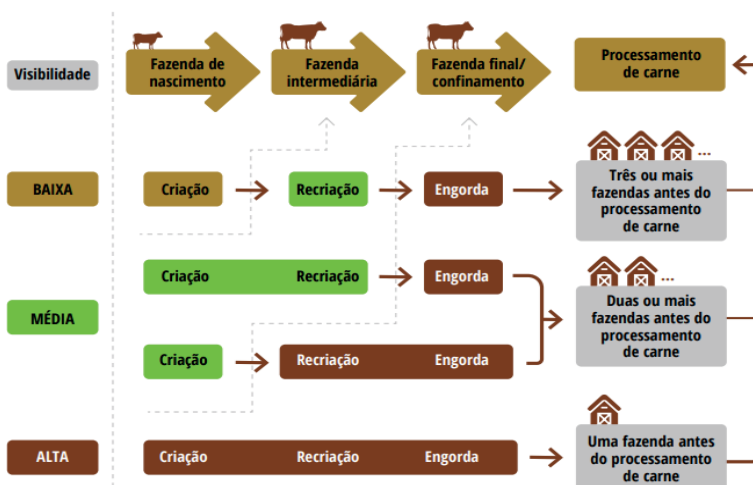 Visibilidade
Fazenda de
nascimento
Fazenda
intermediária
Fazenda final/
confinamento
Processamento
de carne
BAIXA
Criação
Recriação
Engorda
...
Três ou mais
fazendas antes do
processamento
de carne
MÉDIA
Criação
Recriação
Engorda
Criação
Recriação
Engorda
...
Duas ou mais
fazendas antes do
processamento
de carne
ALTA
Criação
Recriação
Engorda
Uma fazenda antes
do processamento
de carne